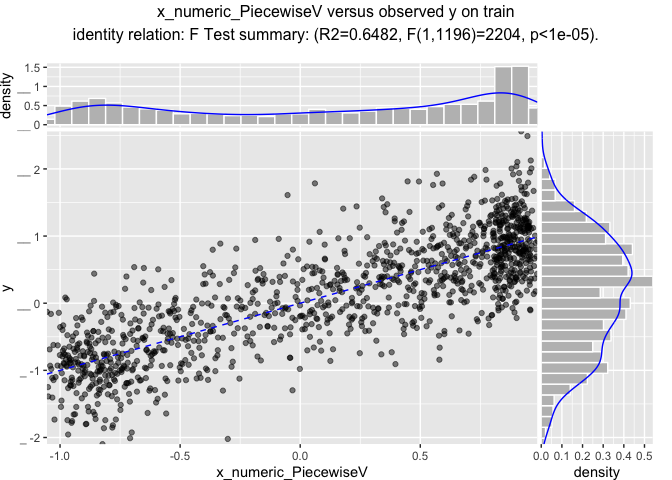 x_numeric_PiecewiseV versus observed y on train
identity relation: F Test summary: (R2=0.6482, F(1,1196)=2204, p<1e-05).
density
1.5
1.0
0.5
0
y
2
1
0
-1
-2
-1.0 -0.5 0.0 0.5
x_numeric_PiecewiseV
0.0 0.1 0.2 0.3 0.4 0.5
density